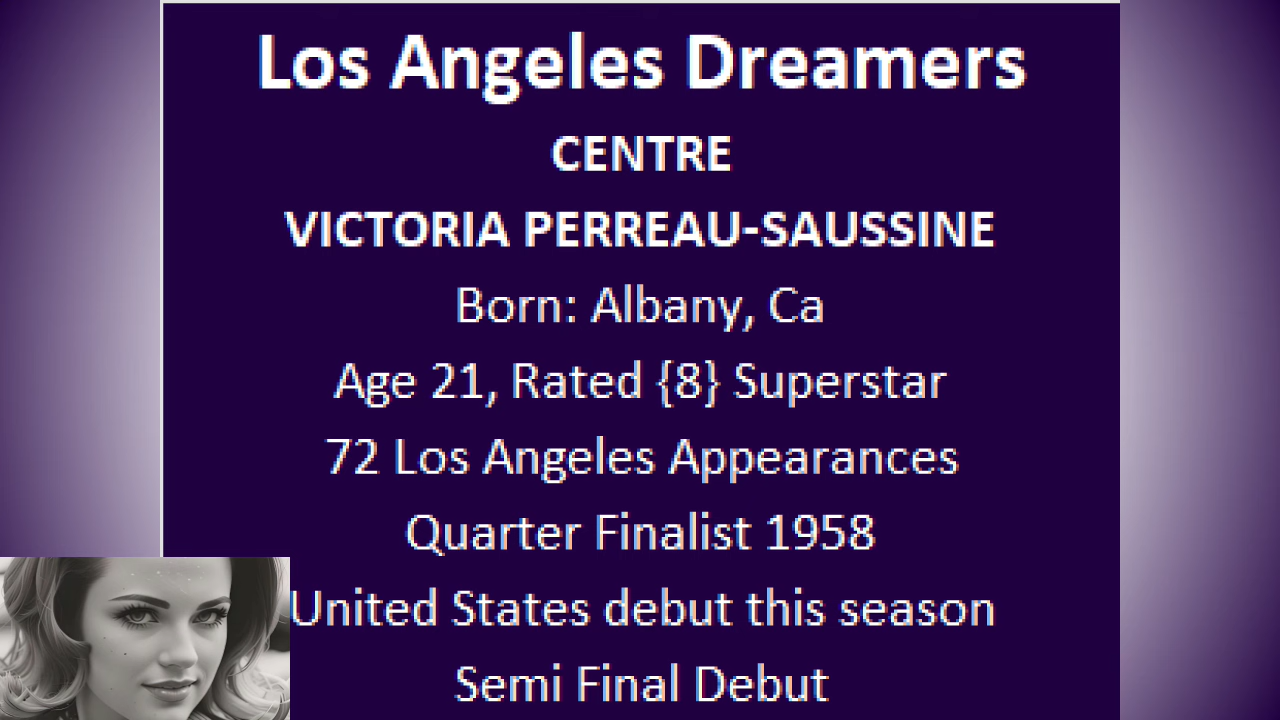 Los Angeles Dreamers
CENTRE
VICTORIA PERREAU-SAUSSINE
Born: Albany, Ca
Age 21, Rated {8} Superstar
72 Los Angeles Appearances
Quarter Finalist 1958
United States debut this season
Semi Final Debut